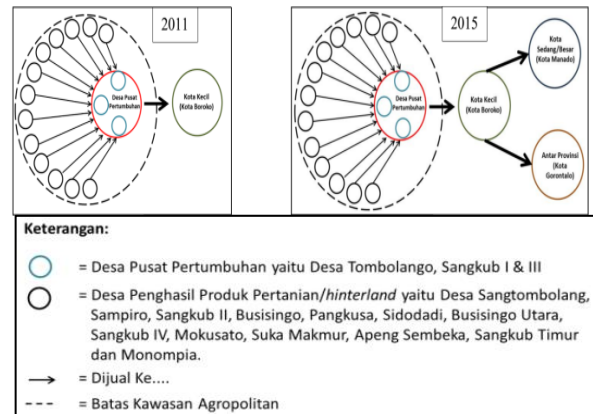 2011
Desa Pusat
Pertumbuhan
Kota Kecil
(Kota Boroko)
2015
Desa Pusat
Pertumbuhan
Kota Kecil
(Kota Boroko)
Kota
Sedang/Besar
(Kota Manado)
Antar Provinsi
(Kota
Gorontalo)
Keterangan:
= Desa Pusat Pertumbuhan yaitu Desa Tombolango, Sangkub I & III
= Desa Penghasil Produk Pertanian/hinterland yaitu Desa Sangtombolang,
Sampiro, Sangkub II, Busisingo, Pangkusa, Sidodadi, Busisingo Utara,
Sangkub IV, Mokusato, Suka Makmur, Apeng Sembeka, Sangkub Timur
dan Monompia.
= Dijual Ke....
= Batas Kawasan Agropolitan